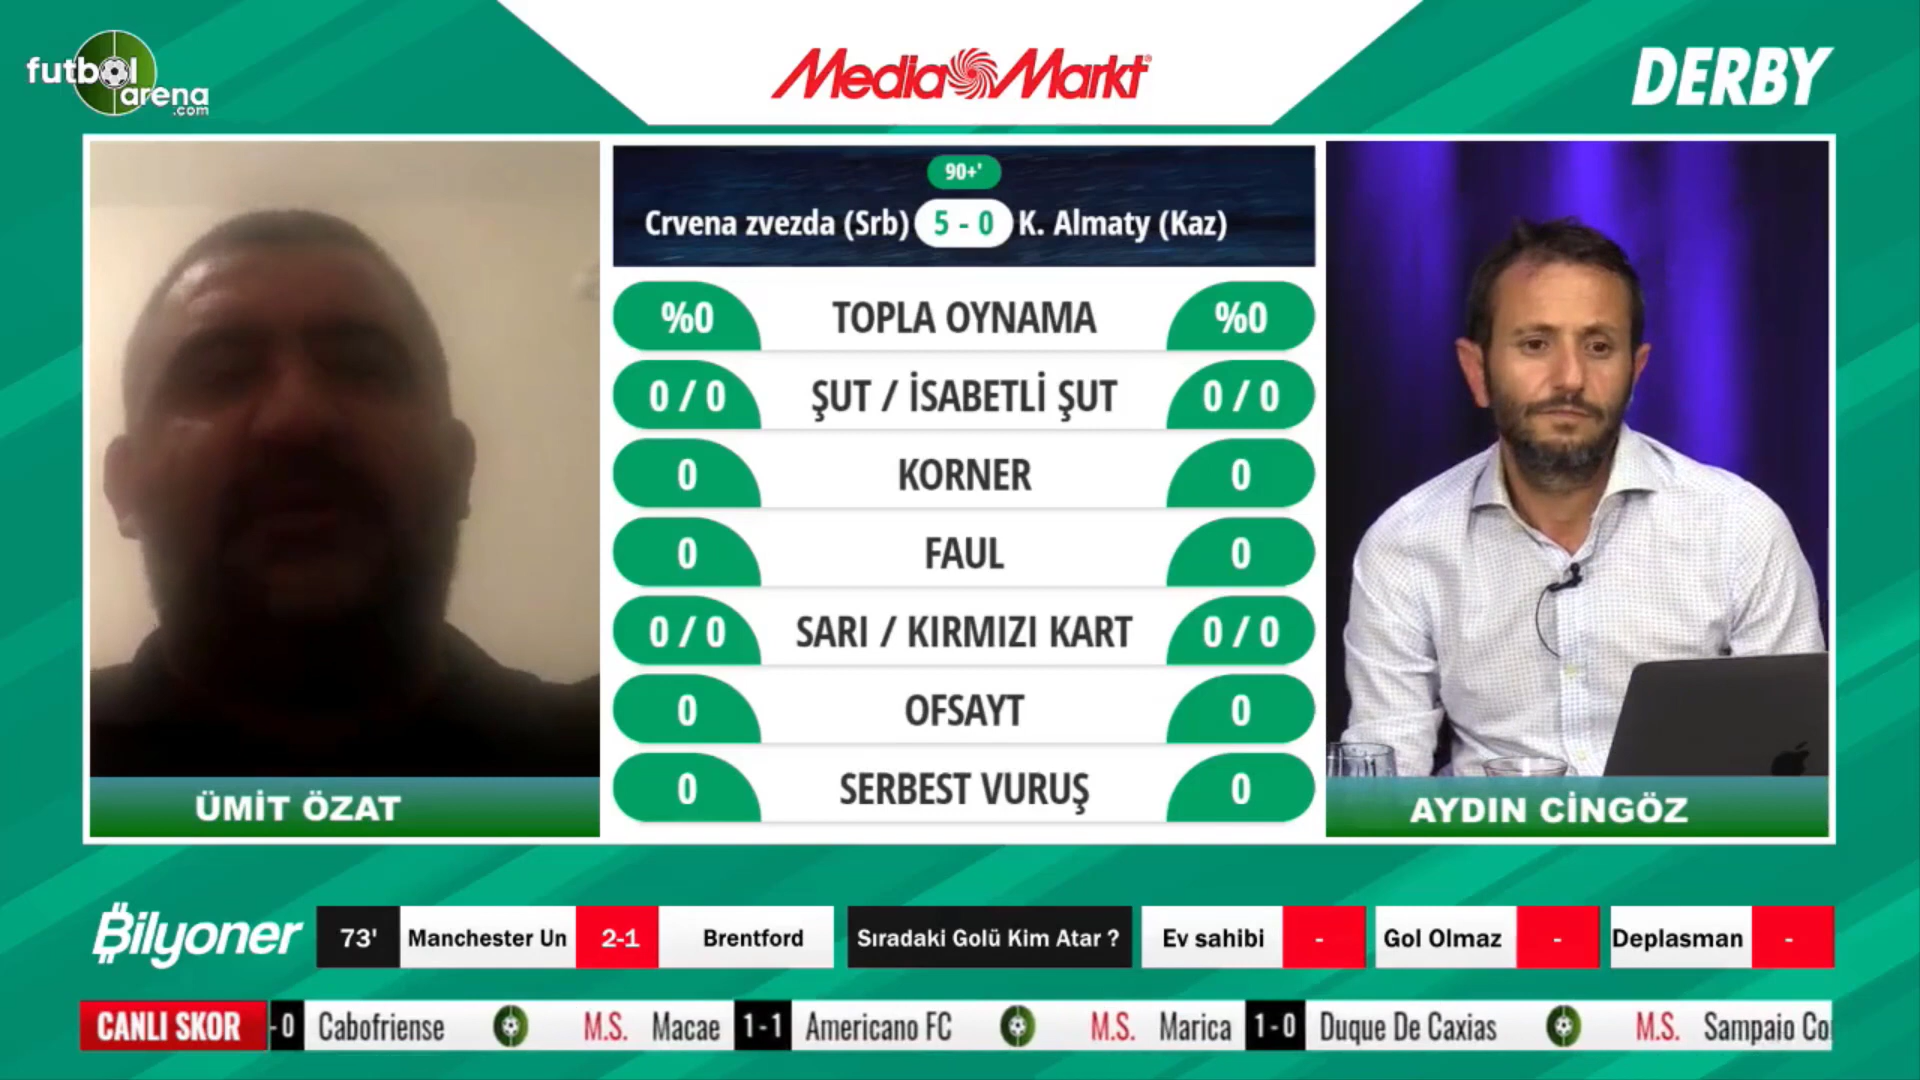 futbol
arena
.com
MediaMarkt
DERBY
90+'
Crvena zvezda (Srb) 5 - 0 K. Almaty (Kaz)
%0 TOPLA OYNAMA %0
0 / 0 ŞUT / İSABETLİ ŞUT 0 / 0
0 KORNER 0
0 FAUL 0
0 / 0 SARI / KIRMIZI KART 0 / 0
0 OFSAYT 0
0 SERBEST VURUŞ 0
ÜMİT ÖZAT
AYDIN CİNGÖZ
Bilyoner 73' Manchester Un 2-1 Brentford Sıradaki Golü Kim Atar ? Ev sahibi - Gol Olmaz - Deplasman -
CANLI SKOR -0 Cabofriense M.S. Macae 1-1 Americano FC M.S. Marica 1-0 Duque De Caxias M.S. Sampaio Co